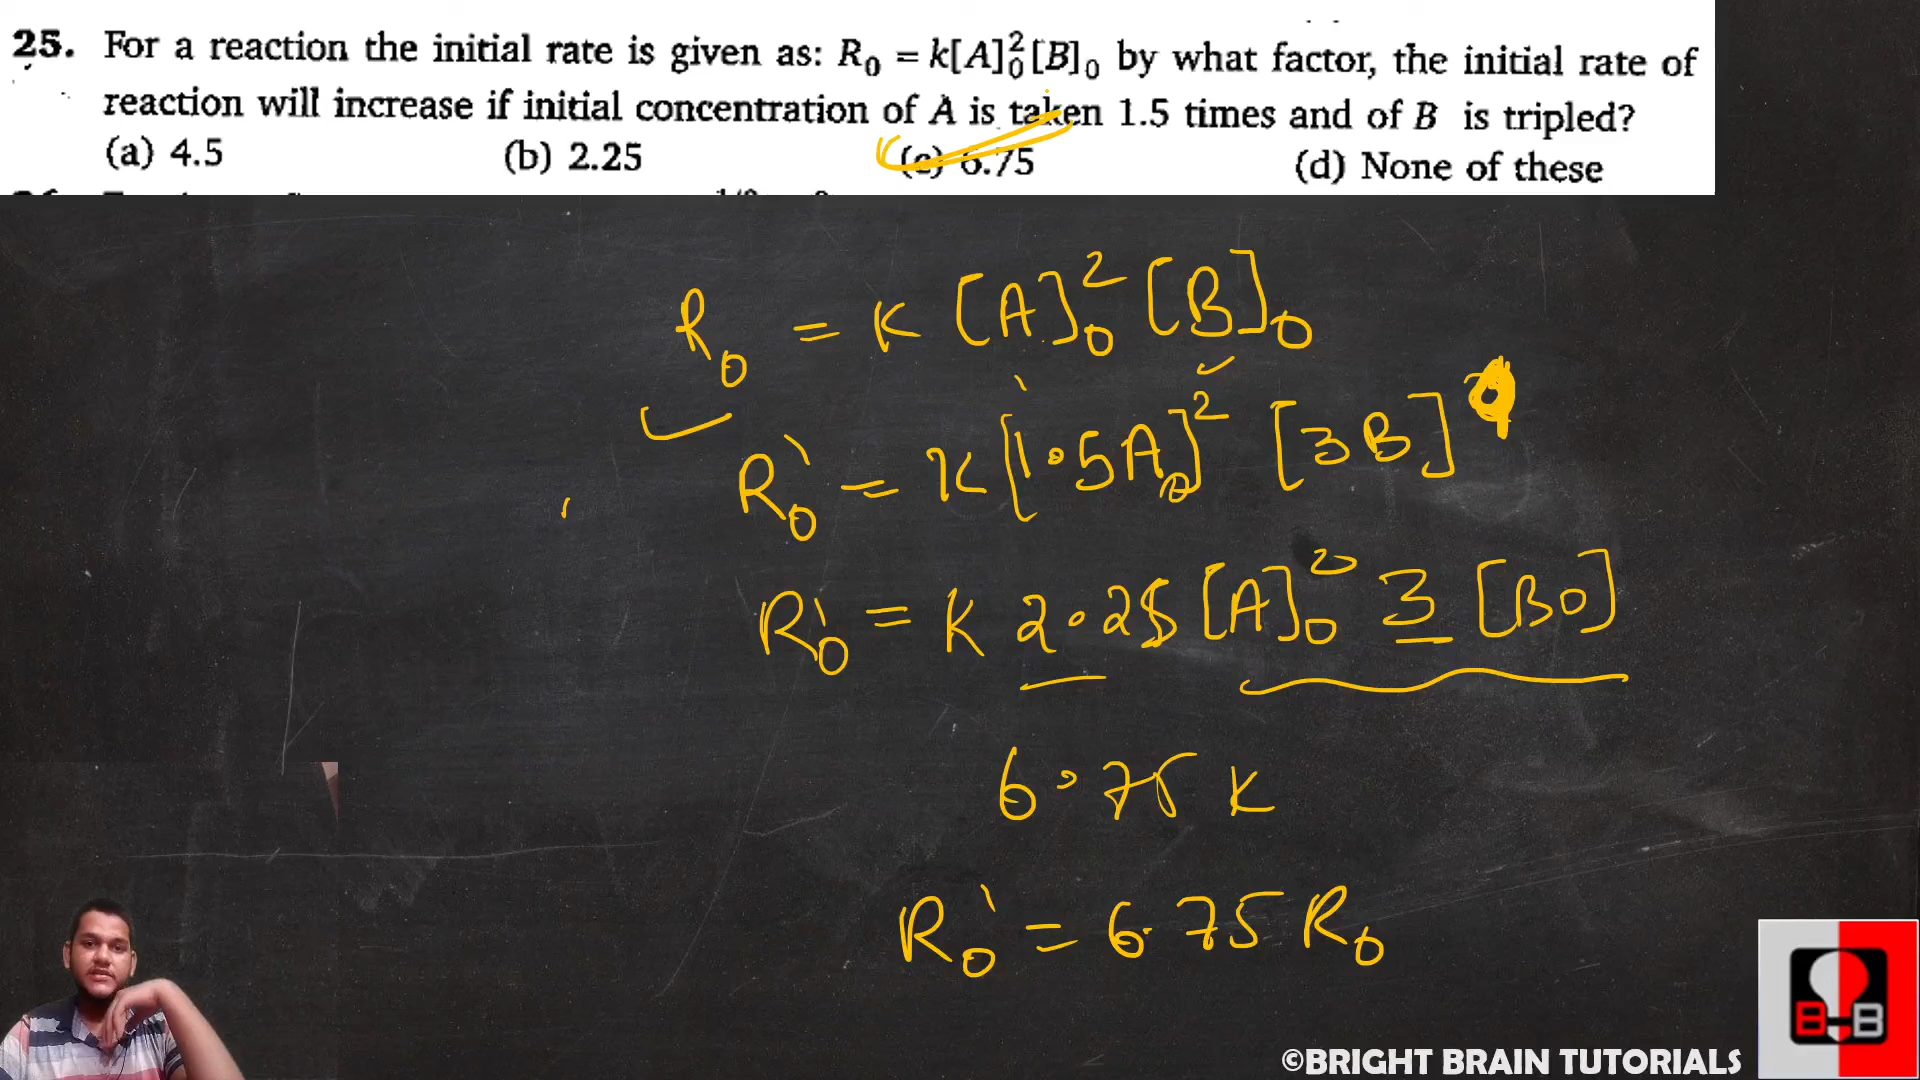 25. For a reaction the initial rate is given as: R₀ = k[A]₀²[B]₀ by what factor, the initial rate of
reaction will increase if initial concentration of A is taken 1.5 times and of B is tripled?
(a) 4.5 (b) 2.25 (c) 6.75 (d) None of these
R₀ = K [A]₀² [B]₀
R₀' = K [1.5A₀]² [3B]
R₀' = K 2.25 [A]₀² 3 [B0]
6.75 K
R₀' = 6.75 R₀
B B
©BRIGHT BRAIN TUTORIALS